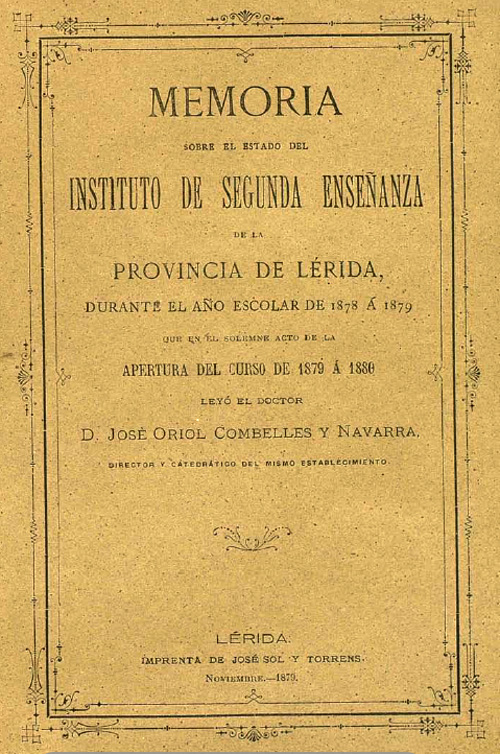 MEMORIA
SOBRE EL ESTADO DEL
INSTITUTO DE SEGUNDA ENSEÑANZA
DE LA
PROVINCIA DE LÉRIDA,
DURANTE EL AÑO ESCOLAR DE 1878 Á 1879
QUE EN EL SOLEMNE ACTO DE LA
APERTURA DEL CURSO DE 1879 Á 1880
LEYÓ EL DOCTOR
D. JOSÉ ORIOL COMBELLES Y NAVARRA,
DIRECTOR Y CATEDRÁTICO DEL MISMO ESTABLECIMIENTO.
LÉRIDA:
IMPRENTA DE JOSÉ SOL Y TORRENS.
NOVIEMBRE.—1879.